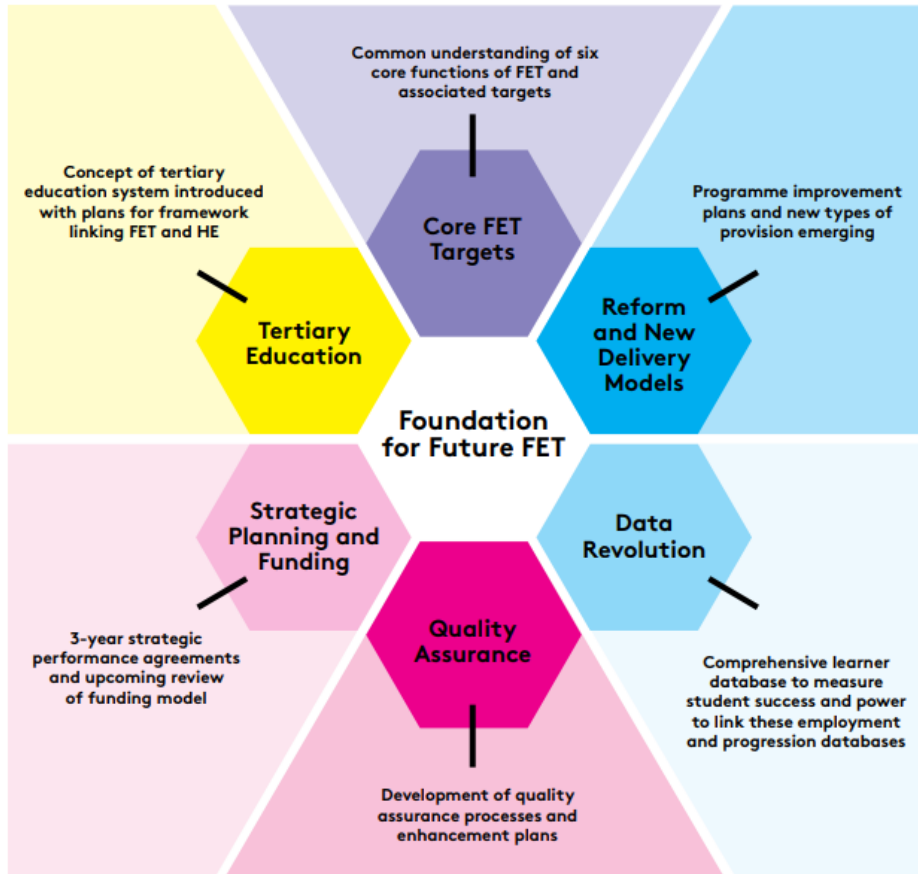 Common understanding of six
core functions of FET and
associated targets
Core FET
Targets
Concept of tertiary
education system introduced
with plans for framework
linking FET and HE
Tertiary
Education
Programme improvement
plans and new types of
provision emerging
Reform
and New
Delivery
Models
Foundation
for Future FET
Strategic
Planning and
Funding
3-year strategic
performance agreements
and upcoming review
of funding model
Data
Revolution
Comprehensive learner
database to measure
student success and power
to link these employment
and progression databases
Quality
Assurance
Development of quality
assurance processes and
enhancement plans